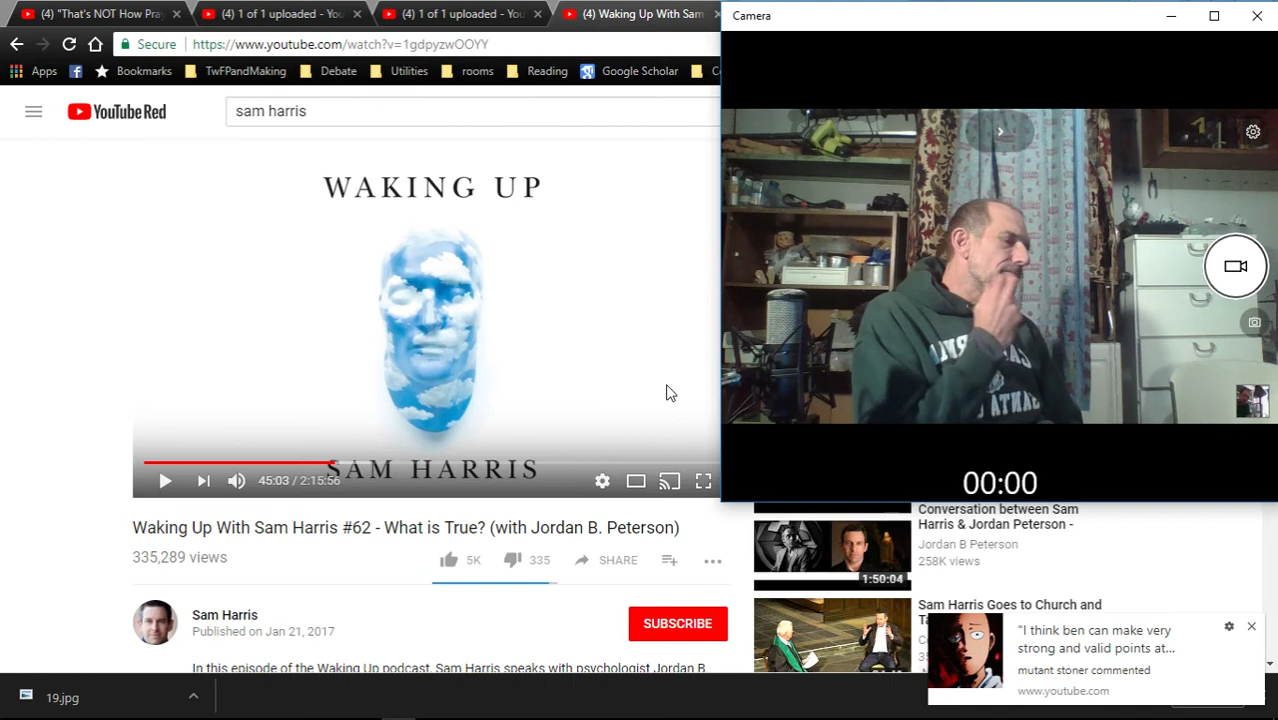 (4) "That's NOT How Pray
(4) 1 of 1 uploaded - You
(4) 1 of 1 uploaded - You
(4) Waking Up With Sam
Camera
Secure
https://www.youtube.com/watch?v=1gdpyzwOOYY
Apps
Bookmarks
TwFPandMaking
Debate
Utilities
rooms
Reading
Google Scholar
YouTube Red
sam harris
WAKING UP
SAM HARRIS
45:03 / 2:15:56
00:00
Waking Up With Sam Harris #62 - What is True? (with Jordan B. Peterson)
335,289 views
5K
335
SHARE
Sam Harris
Published on Jan 21, 2017
SUBSCRIBE
In this episode of the Waking Up podcast, Sam Harris speaks with psychologist Jordan B.
Conversation between Sam
Harris & Jordan Peterson -
Jordan B Peterson
258K views
1:50:04
Sam Harris Goes to Church and
"I think ben can make very
strong and valid points at...
mutant stoner commented
www.youtube.com
19.jpg